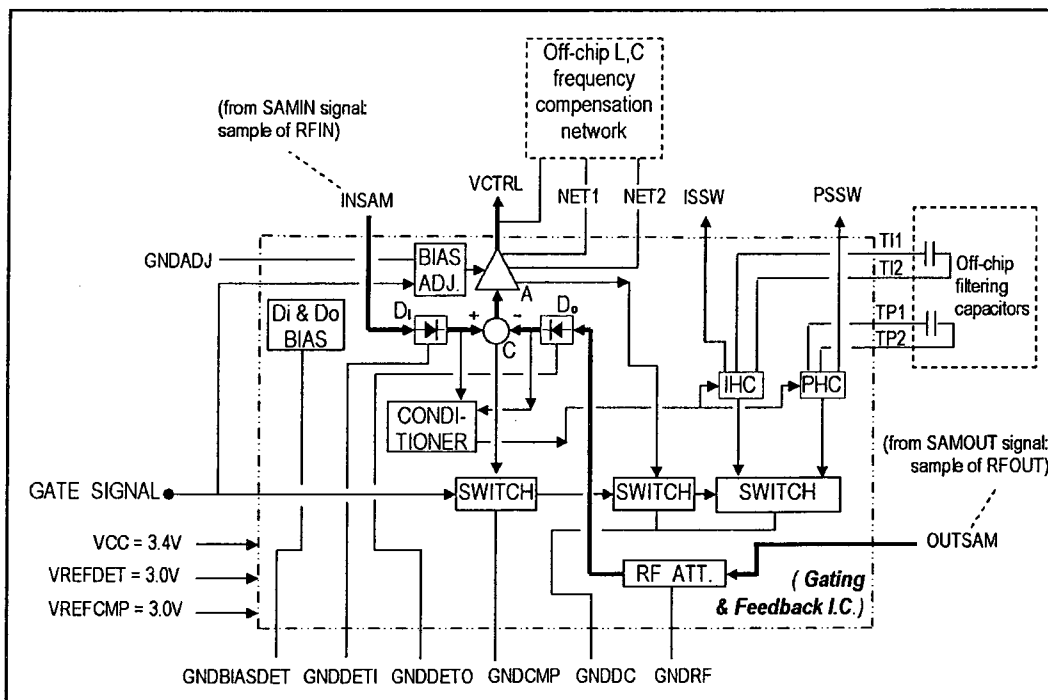 Off-chip L,C
frequency
compensation
network
(from SAMIN signal:
sample of RFIN)
VCTRL
NET1
NET2
ISSW
PSSW
INSAM
TI1
TI2
TP1
TP2
Off-chip
filtering
capacitors
GNDADJ
BIAS
ADJ.
A
Di & Do
BIAS
Di
+
-
Do
C
IHC
PHC
CONDI-
TIONER
(from SAMOUT signal:
sample of RFOUT)
GATE SIGNAL
SWITCH
SWITCH
SWITCH
VCC = 3.4V
OUTSAM
VREFDET = 3.0V
RF ATT.
( Gating
& Feedback I.C.)
VREFCMP = 3.0V
GNDBIASDET
GNDDETI
GNDDETO
GNDCMP
GNDDC
GNDRF